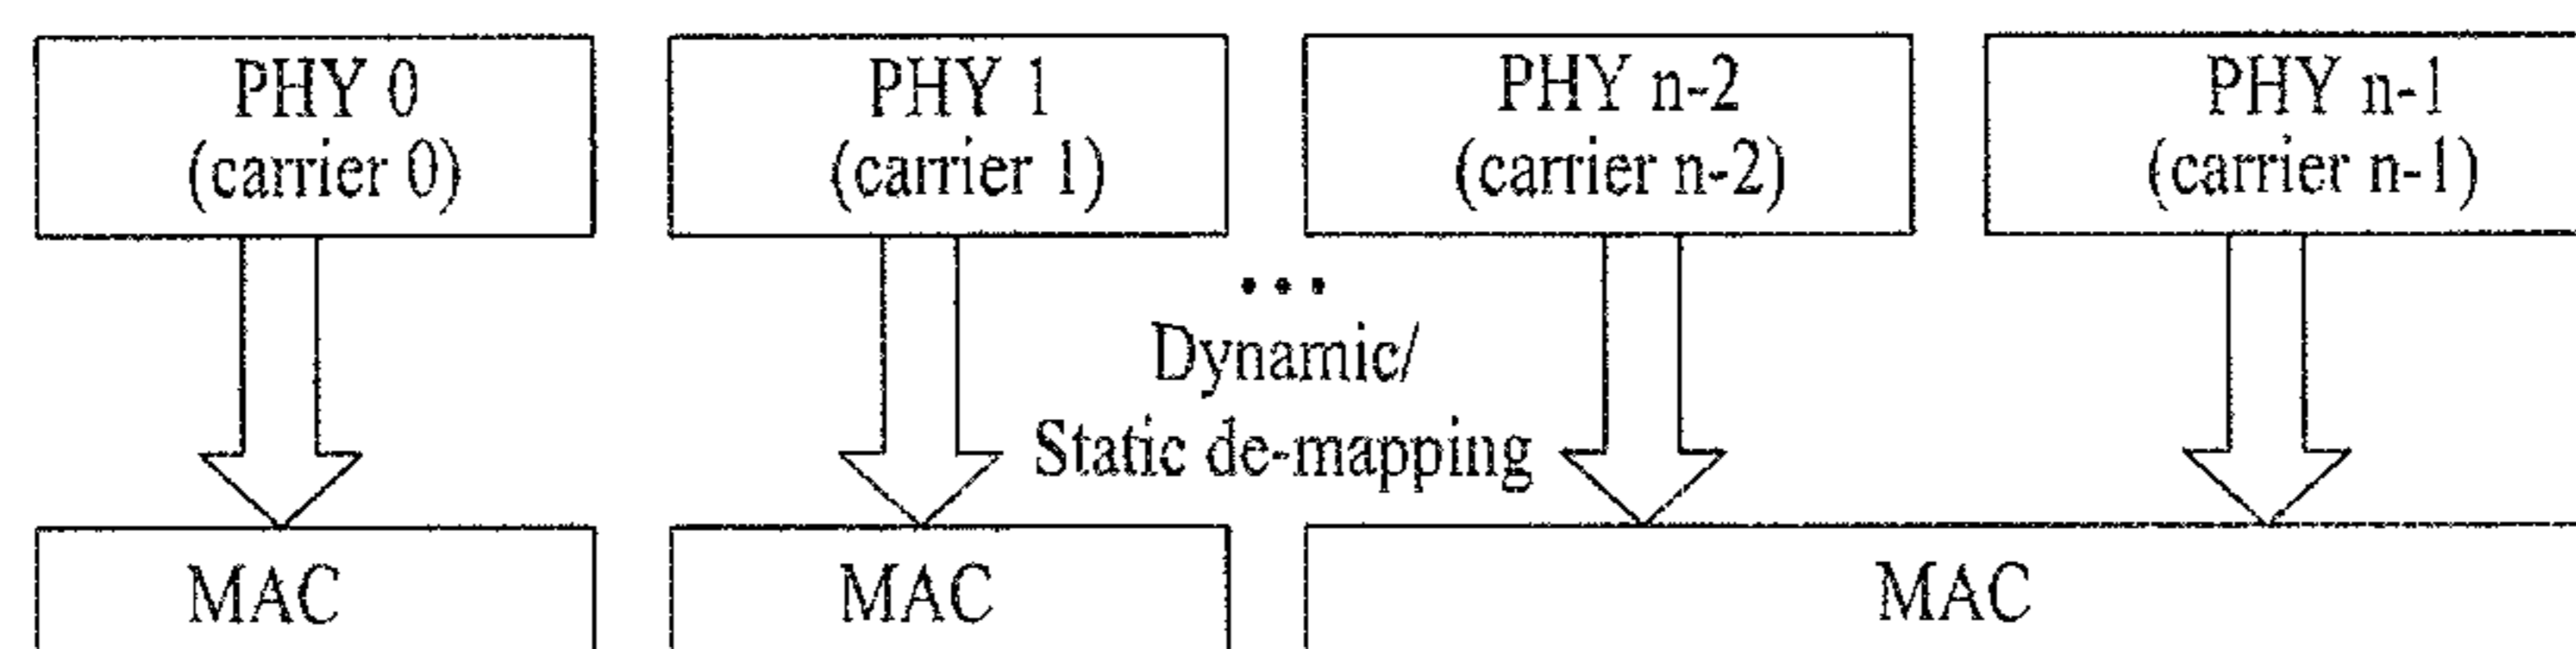 PHY 0
(carrier 0)
PHY 1
(carrier 1)
PHY n-2
(carrier n-2)
PHY n-1
(carrier n-1)
• • •
Dynamic/
Static de-mapping
MAC
MAC
MAC